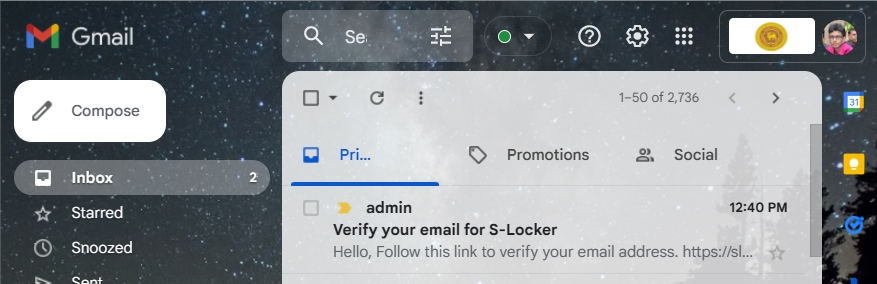 Gmail
Se
1–50 of 2,736
Compose
Pri...
Promotions
Social
Inbox 2
admin 12:40 PM
Starred
Verify your email for S-Locker
Snoozed
Hello, Follow this link to verify your email address. https://sl...
Sent
31